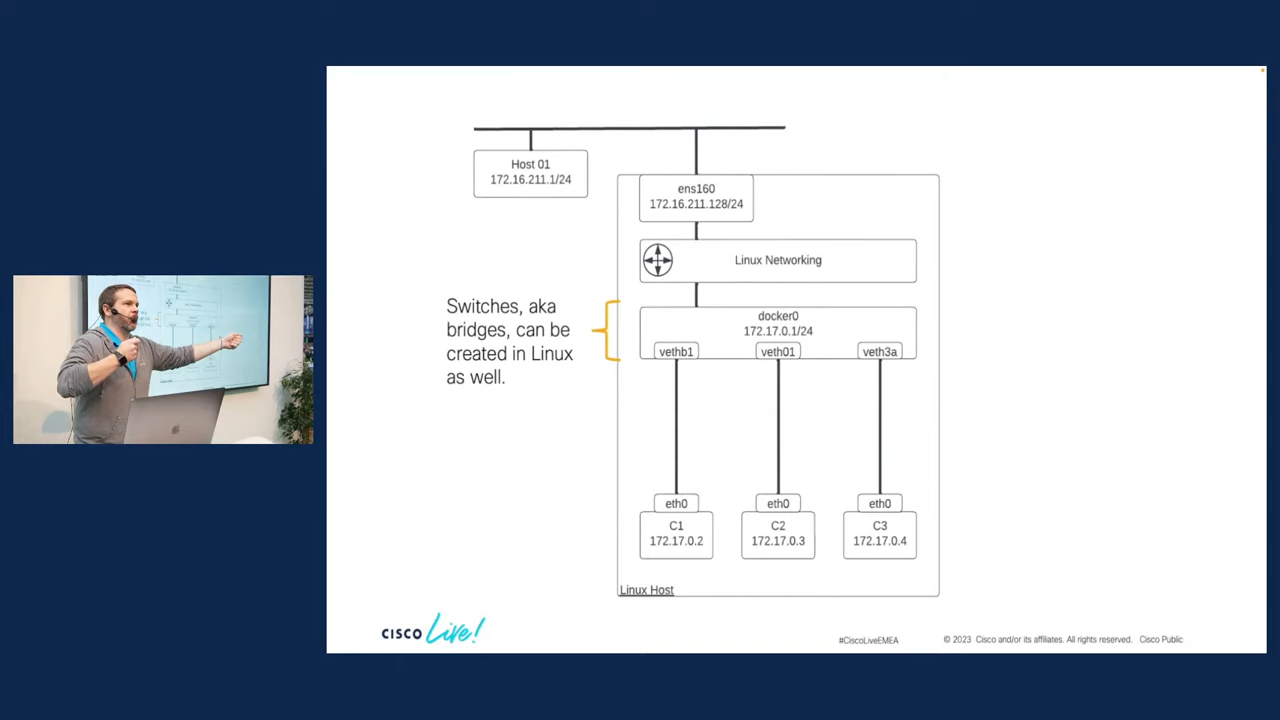 Host 01
172.16.211.1/24
ens160
172.16.211.128/24
Linux Networking
Switches, aka
bridges, can be
created in Linux
as well.
docker0
172.17.0.1/24
vethb1
veth01
veth3a
eth0
eth0
eth0
C1
172.17.0.2
C2
172.17.0.3
C3
172.17.0.4
Linux Host
CISCO Live!
#CiscoLiveEMEA
© 2023 Cisco and/or its affiliates. All rights reserved. Cisco Public